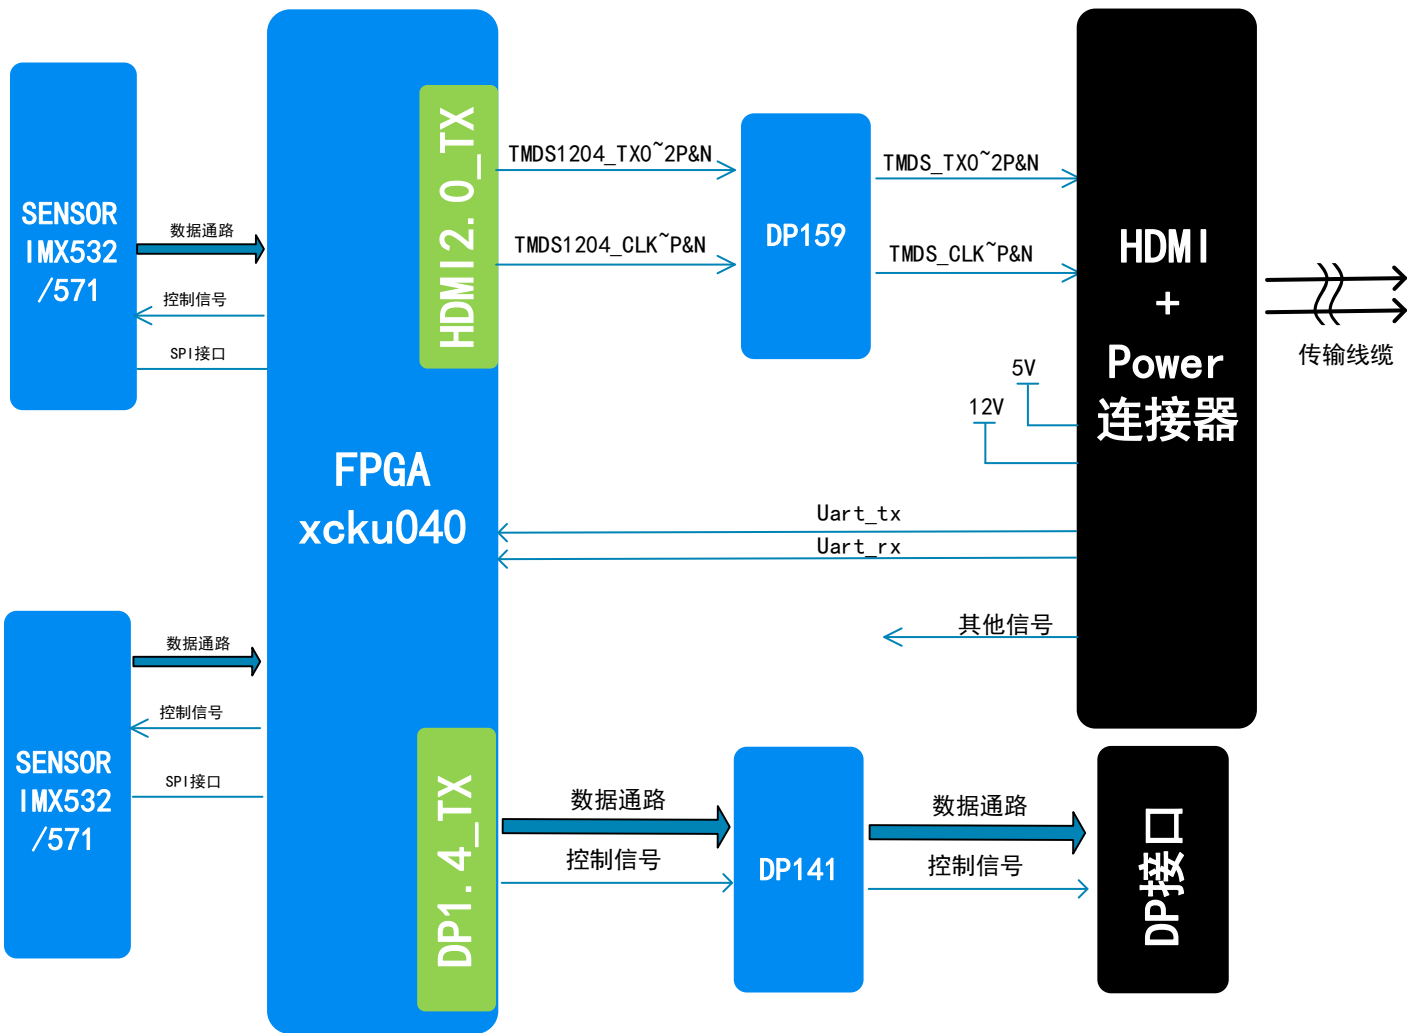 SENSOR
IMX532
/571
数据通路
控制信号
SPI接口
FPGA
xcku040
HDMI2.0_TX
TMDS1204_TX0~2P&N
TMDS1204_CLK~P&N
DP159
TMDS_TX0~2P&N
TMDS_CLK~P&N
HDMI
+
Power
连接器
传输线缆
5V
12V
Uart_tx
Uart_rx
其他信号
SENSOR
IMX532
/571
数据通路
控制信号
SPI接口
DP1.4_TX
数据通路
控制信号
DP141
数据通路
控制信号
DP接口